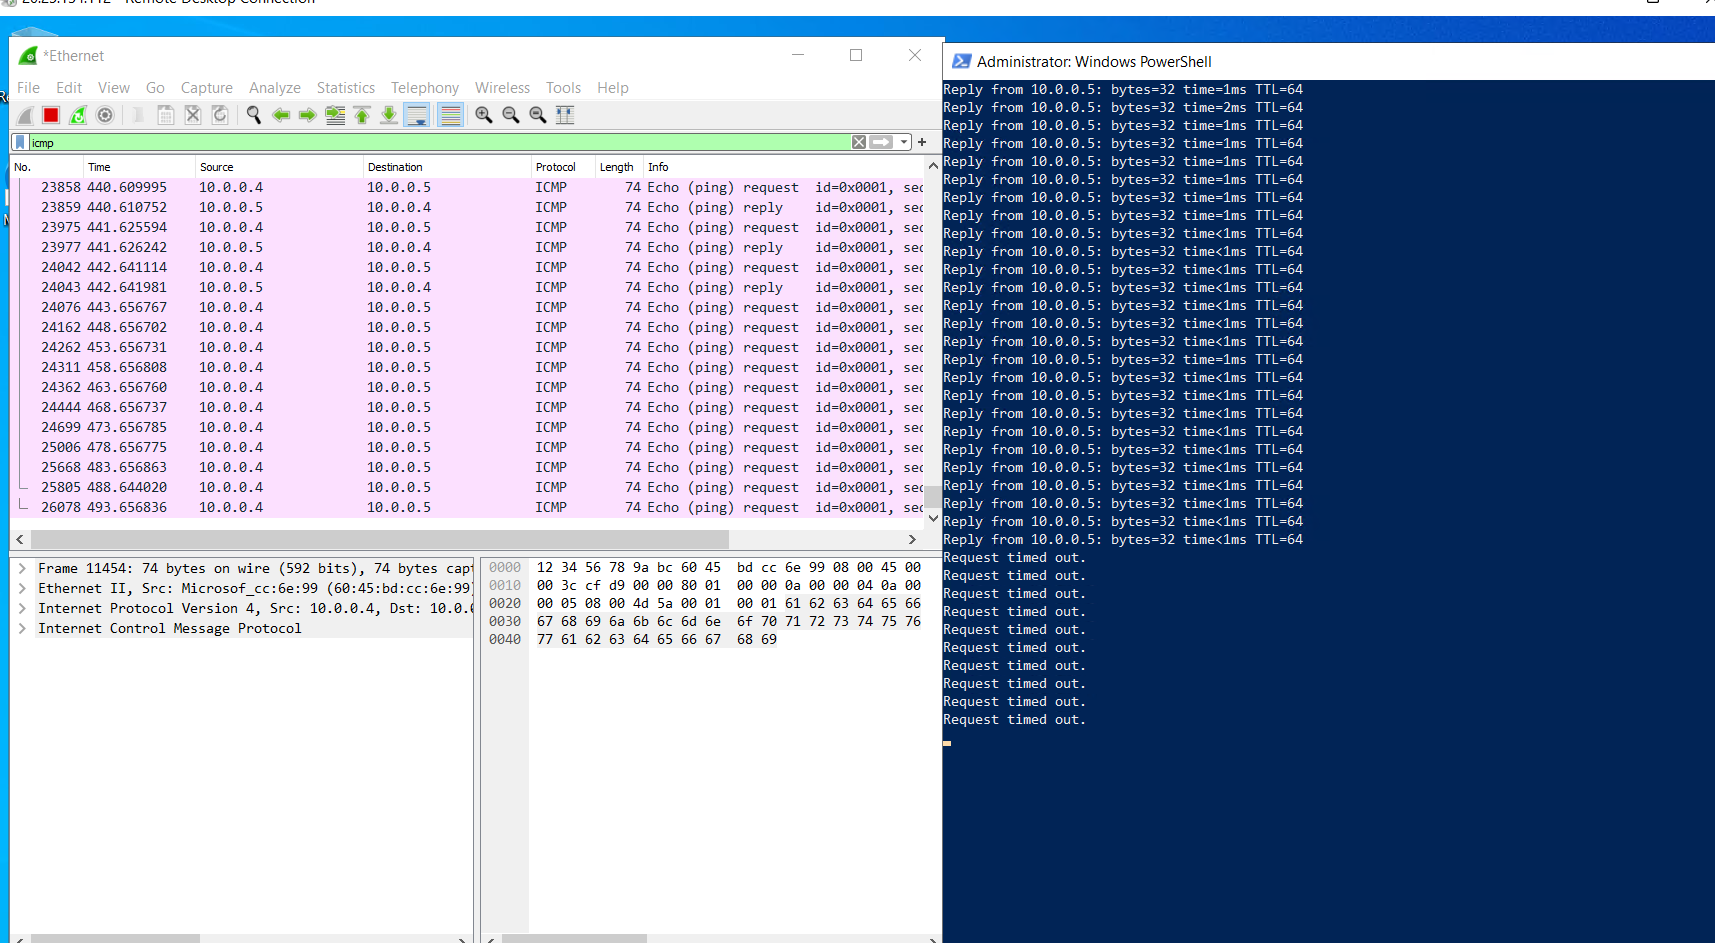 Remote Desktop Connection
*Ethernet
File Edit View Go Capture Analyze Statistics Telephony Wireless Tools Help
icmp
No. Time Source Destination Protocol Length Info
23858 440.609995 10.0.0.4 10.0.0.5 ICMP 74 Echo (ping) request id=0x0001, sec
23859 440.610752 10.0.0.5 10.0.0.4 ICMP 74 Echo (ping) reply id=0x0001, sec
23975 441.625594 10.0.0.4 10.0.0.5 ICMP 74 Echo (ping) request id=0x0001, sec
23977 441.626242 10.0.0.5 10.0.0.4 ICMP 74 Echo (ping) reply id=0x0001, sec
24042 442.641114 10.0.0.4 10.0.0.5 ICMP 74 Echo (ping) request id=0x0001, sec
24043 442.641981 10.0.0.5 10.0.0.4 ICMP 74 Echo (ping) reply id=0x0001, sec
24076 443.656767 10.0.0.4 10.0.0.5 ICMP 74 Echo (ping) request id=0x0001, sec
24162 448.656702 10.0.0.4 10.0.0.5 ICMP 74 Echo (ping) request id=0x0001, sec
24262 453.656731 10.0.0.4 10.0.0.5 ICMP 74 Echo (ping) request id=0x0001, sec
24311 458.656808 10.0.0.4 10.0.0.5 ICMP 74 Echo (ping) request id=0x0001, sec
24362 463.656760 10.0.0.4 10.0.0.5 ICMP 74 Echo (ping) request id=0x0001, sec
24444 468.656737 10.0.0.4 10.0.0.5 ICMP 74 Echo (ping) request id=0x0001, sec
24699 473.656785 10.0.0.4 10.0.0.5 ICMP 74 Echo (ping) request id=0x0001, sec
25006 478.656775 10.0.0.4 10.0.0.5 ICMP 74 Echo (ping) request id=0x0001, sec
25668 483.656863 10.0.0.4 10.0.0.5 ICMP 74 Echo (ping) request id=0x0001, sec
25805 488.644020 10.0.0.4 10.0.0.5 ICMP 74 Echo (ping) request id=0x0001, sec
26078 493.656836 10.0.0.4 10.0.0.5 ICMP 74 Echo (ping) request id=0x0001, sec
Frame 11454: 74 bytes on wire (592 bits), 74 bytes capt
Ethernet II, Src: Microsof_cc:6e:99 (60:45:bd:cc:6e:99)
Internet Protocol Version 4, Src: 10.0.0.4, Dst: 10.0.0
Internet Control Message Protocol
0000 12 34 56 78 9a bc 60 45 bd cc 6e 99 08 00 45 00
0010 00 3c cf d9 00 00 80 01 00 00 0a 00 00 04 0a 00
0020 00 05 08 00 4d 5a 00 01 00 01 61 62 63 64 65 66
0030 67 68 69 6a 6b 6c 6d 6e 6f 70 71 72 73 74 75 76
0040 77 61 62 63 64 65 66 67 68 69
Administrator: Windows PowerShell
Reply from 10.0.0.5: bytes=32 time=1ms TTL=64
Reply from 10.0.0.5: bytes=32 time=2ms TTL=64
Reply from 10.0.0.5: bytes=32 time=1ms TTL=64
Reply from 10.0.0.5: bytes=32 time<1ms TTL=64
Reply from 10.0.0.5: bytes=32 time=1ms TTL=64
Reply from 10.0.0.5: bytes=32 time=1ms TTL=64
Reply from 10.0.0.5: bytes=32 time<1ms TTL=64
Reply from 10.0.0.5: bytes=32 time=1ms TTL=64
Reply from 10.0.0.5: bytes=32 time<1ms TTL=64
Reply from 10.0.0.5: bytes=32 time<1ms TTL=64
Reply from 10.0.0.5: bytes=32 time<1ms TTL=64
Reply from 10.0.0.5: bytes=32 time<1ms TTL=64
Reply from 10.0.0.5: bytes=32 time<1ms TTL=64
Reply from 10.0.0.5: bytes=32 time<1ms TTL=64
Reply from 10.0.0.5: bytes=32 time<1ms TTL=64
Reply from 10.0.0.5: bytes=32 time=1ms TTL=64
Reply from 10.0.0.5: bytes=32 time<1ms TTL=64
Reply from 10.0.0.5: bytes=32 time<1ms TTL=64
Reply from 10.0.0.5: bytes=32 time<1ms TTL=64
Reply from 10.0.0.5: bytes=32 time<1ms TTL=64
Reply from 10.0.0.5: bytes=32 time<1ms TTL=64
Reply from 10.0.0.5: bytes=32 time<1ms TTL=64
Reply from 10.0.0.5: bytes=32 time<1ms TTL=64
Reply from 10.0.0.5: bytes=32 time<1ms TTL=64
Reply from 10.0.0.5: bytes=32 time<1ms TTL=64
Reply from 10.0.0.5: bytes=32 time<1ms TTL=64
Request timed out.
Request timed out.
Request timed out.
Request timed out.
Request timed out.
Request timed out.
Request timed out.
Request timed out.
Request timed out.
Request timed out.